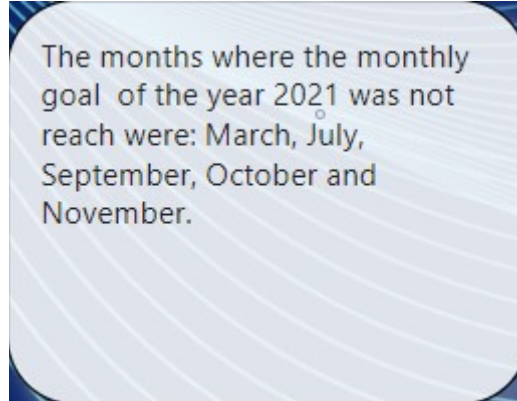 The months where the monthly
goal  of the year 2021 was not
reach were: March, July,
September, October and
November.